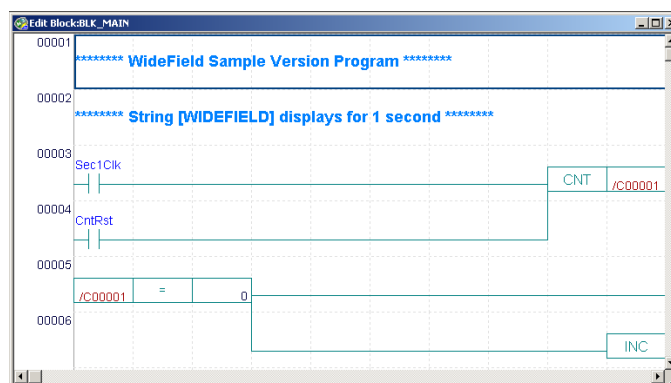 Edit Block:BLK_MAIN
00001
******** WideField Sample Version Program ********
00002
******** String [WIDEFIELD] displays for 1 second ********
00003
Sec1Clk
CNT /C00001
00004
CntRst
00005
/C00001 = 0
00006
INC